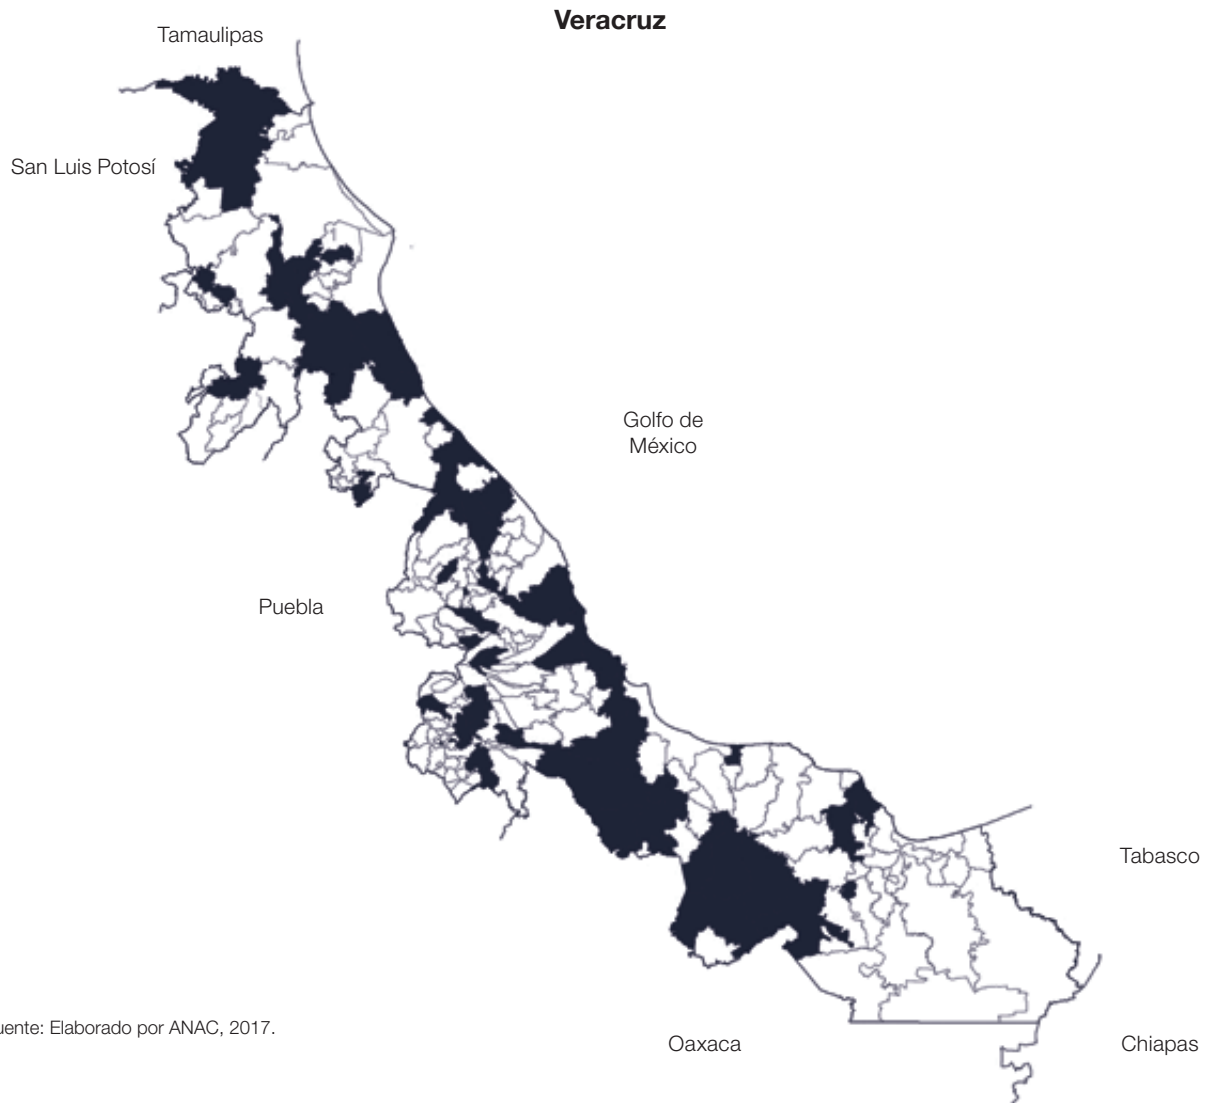 Veracruz
Tamaulipas
San Luis Potosí
Golfo de
México
Puebla
Tabasco
uente: Elaborado por ANAC, 2017.
Oaxaca
Chiapas